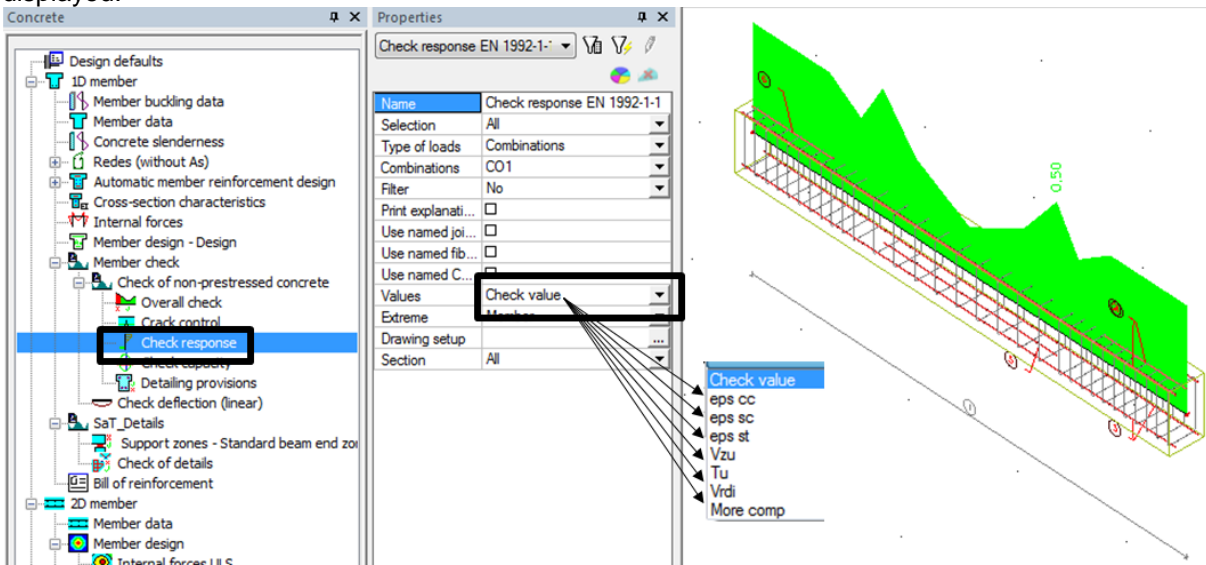 displayed.
Concrete
Design defaults
1D member
Member buckling data
Member data
Concrete slenderness
Redes (without As)
Automatic member reinforcement design
Cross-section characteristics
Internal forces
Member design - Design
Member check
Check of non-prestressed concrete
Overall check
Crack control
Check response
Check capacity
Detailing provisions
Check deflection (linear)
SaT_Details
Support zones - Standard beam end zo
Check of details
Bill of reinforcement
2D member
Member data
Member design
Internal forces ULS
Properties
Check response EN 1992-1-
Name Check response EN 1992-1-1
Selection All
Type of loads Combinations
Combinations CO1
Filter No
Print explanati...
Use named joi...
Use named fib...
Use named C...
Values Check value
Extreme Member
Drawing setup ...
Section All
Check value
eps cc
eps sc
eps st
Vzu
Tu
Vrdi
More comp
0,50
1